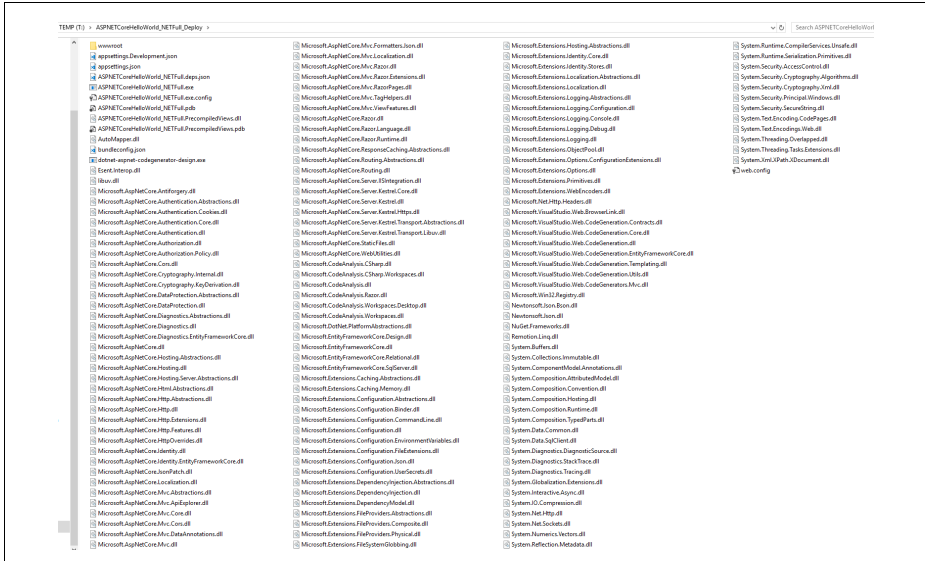 TEMP (T:) > ASPNETCoreHelloWorld_NETFull_Deploy >
Search ASPNETCoreHelloWorl
wwwroot
appsettings.Development.json
appsettings.json
ASPNETCoreHelloWorld_NETFull.deps.json
ASPNETCoreHelloWorld_NETFull.exe
ASPNETCoreHelloWorld_NETFull.exe.config
ASPNETCoreHelloWorld_NETFull.pdb
ASPNETCoreHelloWorld_NETFull.PrecompiledViews.dll
ASPNETCoreHelloWorld_NETFull.PrecompiledViews.pdb
AutoMapper.dll
bundleconfig.json
dotnet-aspnet-codegenerator-design.exe
Esent.Interop.dll
libuv.dll
Microsoft.AspNetCore.Antiforgery.dll
Microsoft.AspNetCore.Authentication.Abstractions.dll
Microsoft.AspNetCore.Authentication.Cookies.dll
Microsoft.AspNetCore.Authentication.Core.dll
Microsoft.AspNetCore.Authentication.dll
Microsoft.AspNetCore.Authorization.dll
Microsoft.AspNetCore.Authorization.Policy.dll
Microsoft.AspNetCore.Cors.dll
Microsoft.AspNetCore.Cryptography.Internal.dll
Microsoft.AspNetCore.Cryptography.KeyDerivation.dll
Microsoft.AspNetCore.DataProtection.Abstractions.dll
Microsoft.AspNetCore.DataProtection.dll
Microsoft.AspNetCore.Diagnostics.Abstractions.dll
Microsoft.AspNetCore.Diagnostics.dll
Microsoft.AspNetCore.Diagnostics.EntityFrameworkCore.dll
Microsoft.AspNetCore.dll
Microsoft.AspNetCore.Hosting.Abstractions.dll
Microsoft.AspNetCore.Hosting.dll
Microsoft.AspNetCore.Hosting.Server.Abstractions.dll
Microsoft.AspNetCore.Html.Abstractions.dll
Microsoft.AspNetCore.Http.Abstractions.dll
Microsoft.AspNetCore.Http.dll
Microsoft.AspNetCore.Http.Extensions.dll
Microsoft.AspNetCore.Http.Features.dll
Microsoft.AspNetCore.HttpOverrides.dll
Microsoft.AspNetCore.Identity.dll
Microsoft.AspNetCore.Identity.EntityFrameworkCore.dll
Microsoft.AspNetCore.JsonPatch.dll
Microsoft.AspNetCore.Localization.dll
Microsoft.AspNetCore.Mvc.Abstractions.dll
Microsoft.AspNetCore.Mvc.ApiExplorer.dll
Microsoft.AspNetCore.Mvc.Core.dll
Microsoft.AspNetCore.Mvc.Cors.dll
Microsoft.AspNetCore.Mvc.DataAnnotations.dll
Microsoft.AspNetCore.Mvc.dll
Microsoft.AspNetCore.Mvc.Formatters.Json.dll
Microsoft.AspNetCore.Mvc.Localization.dll
Microsoft.AspNetCore.Mvc.Razor.dll
Microsoft.AspNetCore.Mvc.Razor.Extensions.dll
Microsoft.AspNetCore.Mvc.RazorPages.dll
Microsoft.AspNetCore.Mvc.TagHelpers.dll
Microsoft.AspNetCore.Mvc.ViewFeatures.dll
Microsoft.AspNetCore.Razor.dll
Microsoft.AspNetCore.Razor.Language.dll
Microsoft.AspNetCore.Razor.Runtime.dll
Microsoft.AspNetCore.ResponseCaching.Abstractions.dll
Microsoft.AspNetCore.Routing.Abstractions.dll
Microsoft.AspNetCore.Routing.dll
Microsoft.AspNetCore.Server.IISIntegration.dll
Microsoft.AspNetCore.Server.Kestrel.Core.dll
Microsoft.AspNetCore.Server.Kestrel.dll
Microsoft.AspNetCore.Server.Kestrel.Https.dll
Microsoft.AspNetCore.Server.Kestrel.Transport.Abstractions.dll
Microsoft.AspNetCore.Server.Kestrel.Transport.Libuv.dll
Microsoft.AspNetCore.StaticFiles.dll
Microsoft.AspNetCore.WebUtilities.dll
Microsoft.CodeAnalysis.CSharp.dll
Microsoft.CodeAnalysis.CSharp.Workspaces.dll
Microsoft.CodeAnalysis.dll
Microsoft.CodeAnalysis.Razor.dll
Microsoft.CodeAnalysis.Workspaces.Desktop.dll
Microsoft.CodeAnalysis.Workspaces.dll
Microsoft.DotNet.PlatformAbstractions.dll
Microsoft.EntityFrameworkCore.Design.dll
Microsoft.EntityFrameworkCore.dll
Microsoft.EntityFrameworkCore.Relational.dll
Microsoft.EntityFrameworkCore.SqlServer.dll
Microsoft.Extensions.Caching.Abstractions.dll
Microsoft.Extensions.Caching.Memory.dll
Microsoft.Extensions.Configuration.Abstractions.dll
Microsoft.Extensions.Configuration.Binder.dll
Microsoft.Extensions.Configuration.CommandLine.dll
Microsoft.Extensions.Configuration.dll
Microsoft.Extensions.Configuration.EnvironmentVariables.dll
Microsoft.Extensions.Configuration.FileExtensions.dll
Microsoft.Extensions.Configuration.Json.dll
Microsoft.Extensions.Configuration.UserSecrets.dll
Microsoft.Extensions.DependencyInjection.Abstractions.dll
Microsoft.Extensions.DependencyInjection.dll
Microsoft.Extensions.DependencyModel.dll
Microsoft.Extensions.FileProviders.Abstractions.dll
Microsoft.Extensions.FileProviders.Composite.dll
Microsoft.Extensions.FileProviders.Physical.dll
Microsoft.Extensions.FileSystemGlobbing.dll
Microsoft.Extensions.Hosting.Abstractions.dll
Microsoft.Extensions.Identity.Core.dll
Microsoft.Extensions.Identity.Stores.dll
Microsoft.Extensions.Localization.Abstractions.dll
Microsoft.Extensions.Localization.dll
Microsoft.Extensions.Logging.Abstractions.dll
Microsoft.Extensions.Logging.Configuration.dll
Microsoft.Extensions.Logging.Console.dll
Microsoft.Extensions.Logging.Debug.dll
Microsoft.Extensions.Logging.dll
Microsoft.Extensions.ObjectPool.dll
Microsoft.Extensions.Options.ConfigurationExtensions.dll
Microsoft.Extensions.Options.dll
Microsoft.Extensions.Primitives.dll
Microsoft.Extensions.WebEncoders.dll
Microsoft.Net.Http.Headers.dll
Microsoft.VisualStudio.Web.BrowserLink.dll
Microsoft.VisualStudio.Web.CodeGeneration.Contracts.dll
Microsoft.VisualStudio.Web.CodeGeneration.Core.dll
Microsoft.VisualStudio.Web.CodeGeneration.dll
Microsoft.VisualStudio.Web.CodeGeneration.EntityFrameworkCore.dll
Microsoft.VisualStudio.Web.CodeGeneration.Templating.dll
Microsoft.VisualStudio.Web.CodeGeneration.Utils.dll
Microsoft.VisualStudio.Web.CodeGenerators.Mvc.dll
Microsoft.Win32.Registry.dll
Newtonsoft.Json.Bson.dll
Newtonsoft.Json.dll
NuGet.Frameworks.dll
Remotion.Linq.dll
System.Buffers.dll
System.Collections.Immutable.dll
System.ComponentModel.Annotations.dll
System.Composition.AttributedModel.dll
System.Composition.Convention.dll
System.Composition.Hosting.dll
System.Composition.Runtime.dll
System.Composition.TypedParts.dll
System.Data.Common.dll
System.Data.SqlClient.dll
System.Diagnostics.DiagnosticSource.dll
System.Diagnostics.StackTrace.dll
System.Diagnostics.Tracing.dll
System.Globalization.Extensions.dll
System.Interactive.Async.dll
System.IO.Compression.dll
System.Net.Http.dll
System.Net.Sockets.dll
System.Numerics.Vectors.dll
System.Reflection.Metadata.dll
System.Runtime.CompilerServices.Unsafe.dll
System.Runtime.Serialization.Primitives.dll
System.Security.AccessControl.dll
System.Security.Cryptography.Algorithms.dll
System.Security.Cryptography.Xml.dll
System.Security.Principal.Windows.dll
System.Security.SecureString.dll
System.Text.Encoding.CodePages.dll
System.Text.Encodings.Web.dll
System.Threading.Overlapped.dll
System.Threading.Tasks.Extensions.dll
System.Xml.XPath.XDocument.dll
web.config